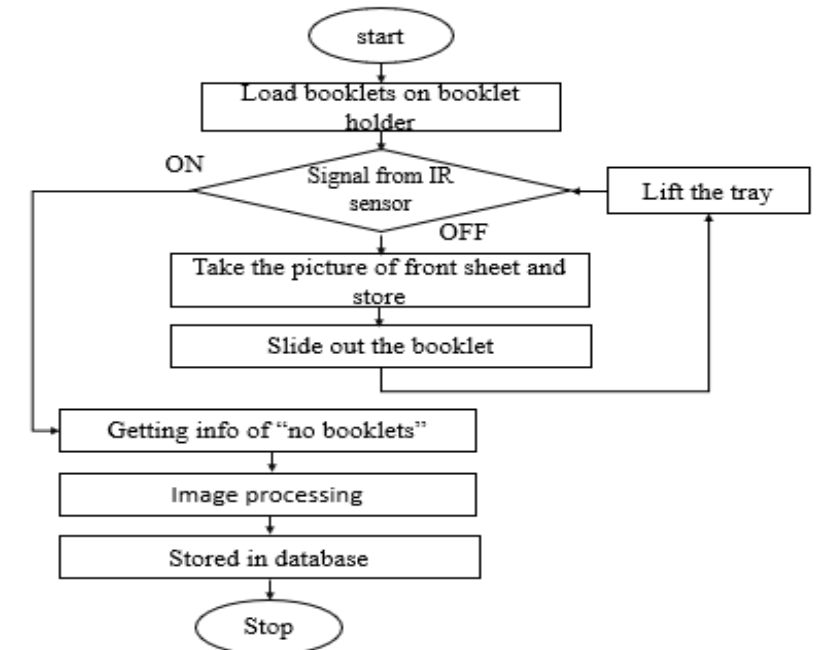 start
Load booklets on booklet
holder
ON
Signal from IR
sensor
Lift the tray
OFF
Take the picture of front sheet and
store
Slide out the booklet
Getting info of “no booklets”
Image processing
Stored in database
Stop